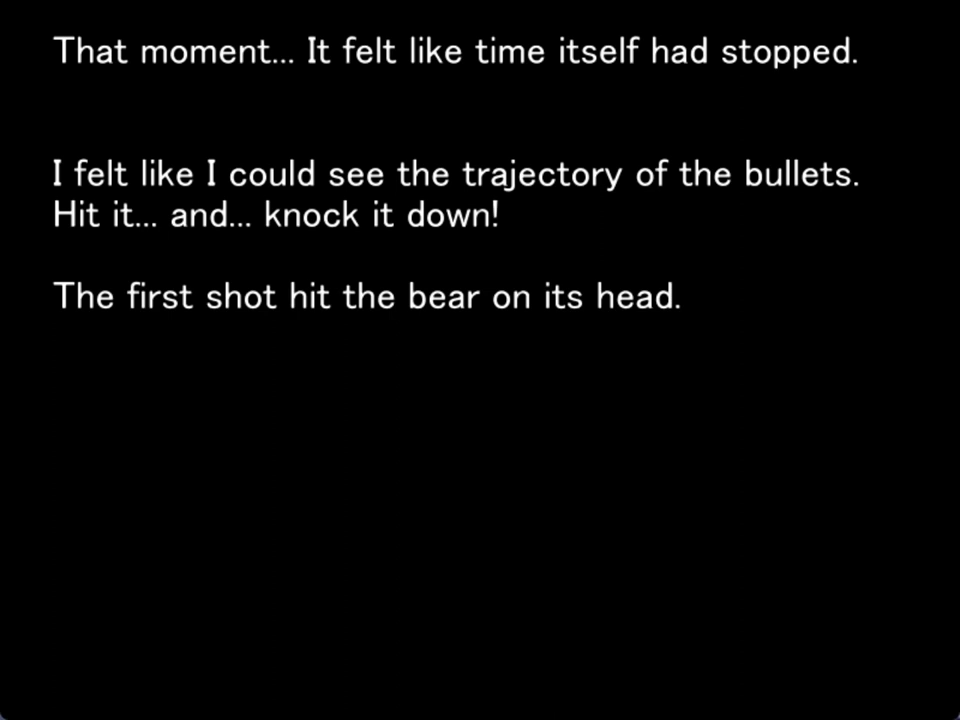 That moment... It felt like time itself had stopped.
I felt like I could see the trajectory of the bullets.
Hit it... and... knock it down!
The first shot hit the bear on its head.